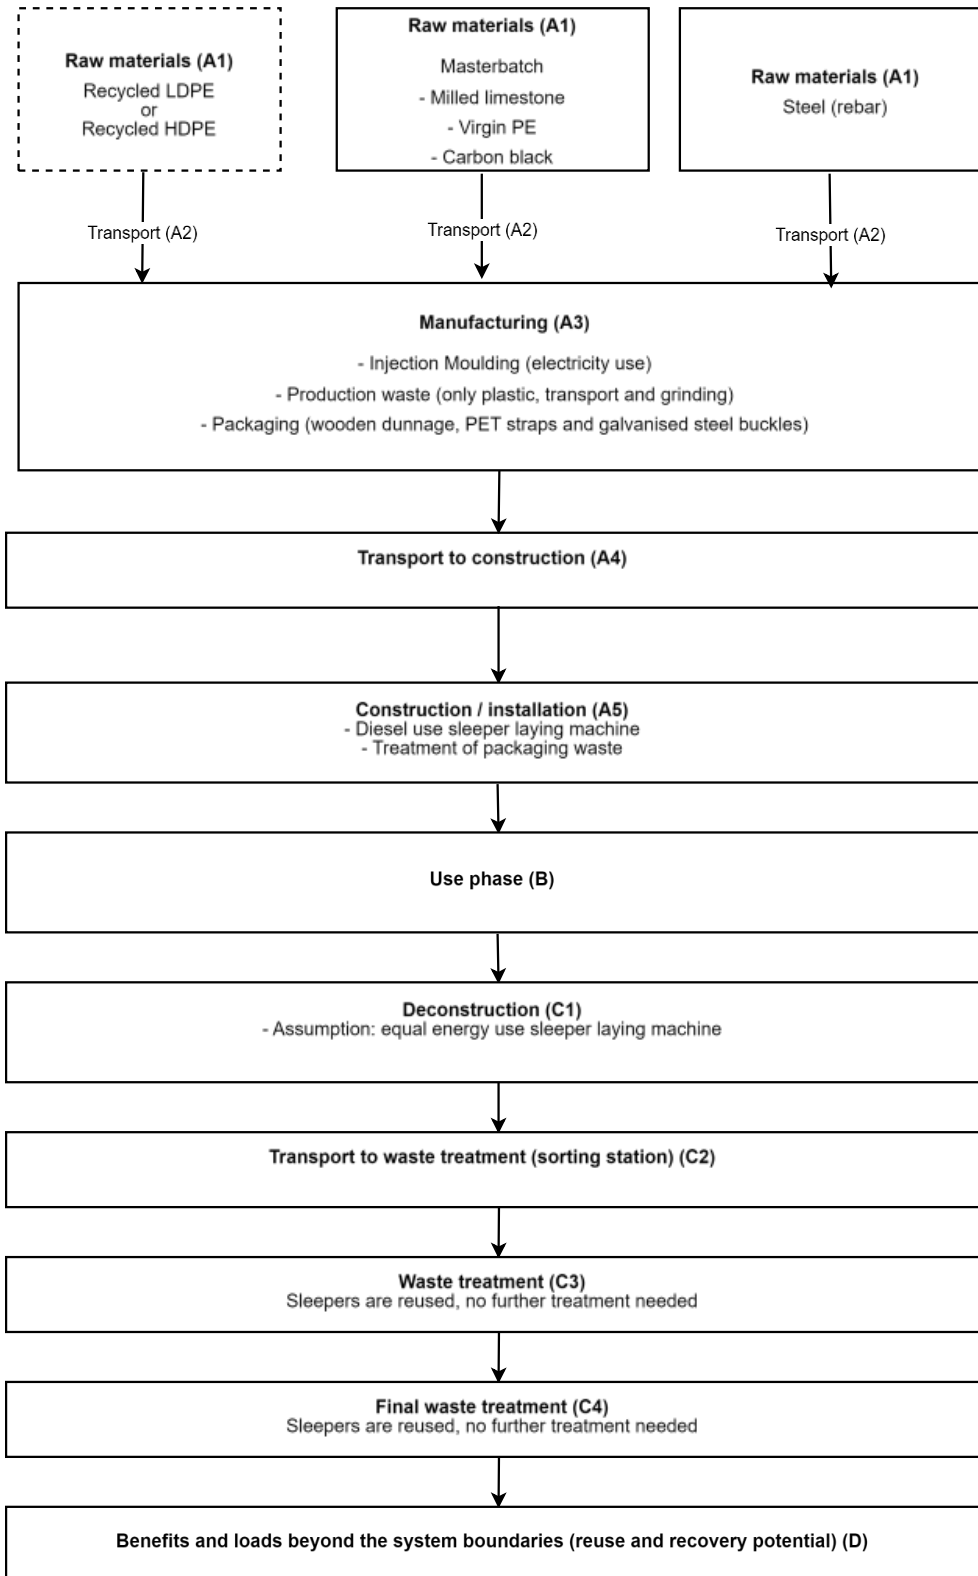 Raw materials (A1)
Recycled LDPE
or
Recycled HDPE
Raw materials (A1)
Masterbatch
- Milled limestone
- Virgin PE
- Carbon black
Raw materials (A1)
Steel (rebar)
Transport (A2)
Transport (A2)
Transport (A2)
Manufacturing (A3)
- Injection Moulding (electricity use)
- Production waste (only plastic, transport and grinding)
- Packaging (wooden dunnage, PET straps and galvanised steel buckles)
Transport to construction (A4)
Construction / installation (A5)
- Diesel use sleeper laying machine
- Treatment of packaging waste
Use phase (B)
Deconstruction (C1)
- Assumption: equal energy use sleeper laying machine
Transport to waste treatment (sorting station) (C2)
Waste treatment (C3)
Sleepers are reused, no further treatment needed
Final waste treatment (C4)
Sleepers are reused, no further treatment needed
Benefits and loads beyond the system boundaries (reuse and recovery potential) (D)